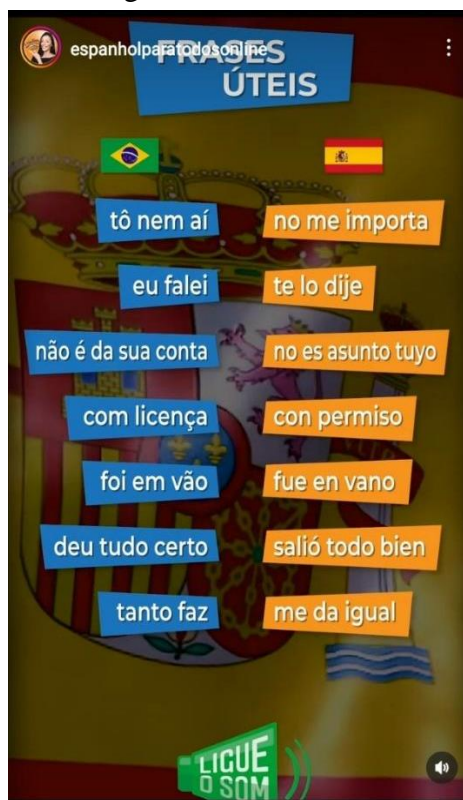 espanholparatodosonline
FRASES
ÚTEIS
tô nem aí no me importa
eu falei te lo dije
não é da sua conta no es asunto tuyo
com licença con permiso
foi em vão fue en vano
deu tudo certo salió todo bien
tanto faz me da igual
LIGUE
O SOM